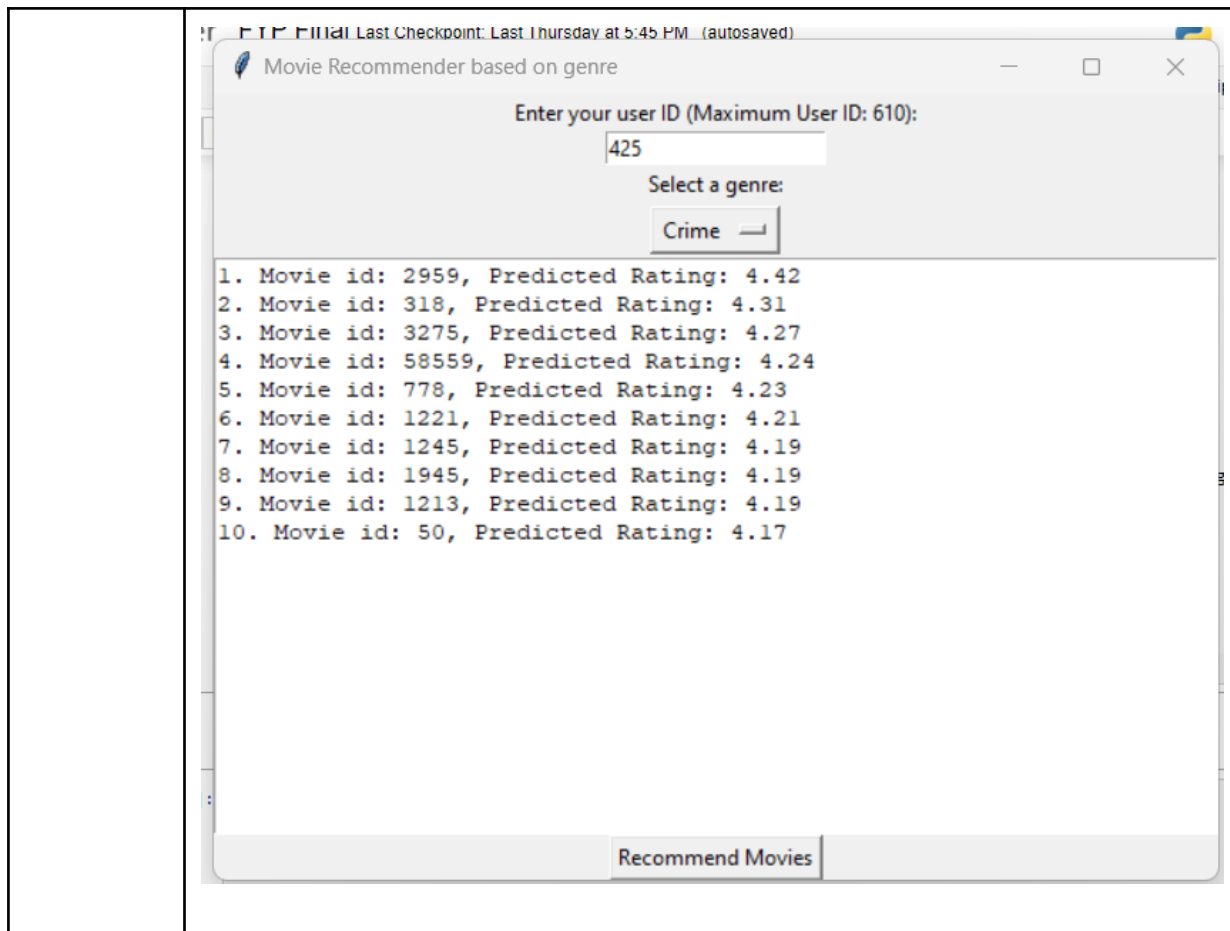 FYP Final Last Checkpoint: Last Thursday at 5:45 PM (autosaved)
Movie Recommender based on genre
Enter your user ID (Maximum User ID: 610):
425
Select a genre:
Crime
1. Movie id: 2959, Predicted Rating: 4.42
2. Movie id: 318, Predicted Rating: 4.31
3. Movie id: 3275, Predicted Rating: 4.27
4. Movie id: 58559, Predicted Rating: 4.24
5. Movie id: 778, Predicted Rating: 4.23
6. Movie id: 1221, Predicted Rating: 4.21
7. Movie id: 1245, Predicted Rating: 4.19
8. Movie id: 1945, Predicted Rating: 4.19
9. Movie id: 1213, Predicted Rating: 4.19
10. Movie id: 50, Predicted Rating: 4.17
Recommend Movies